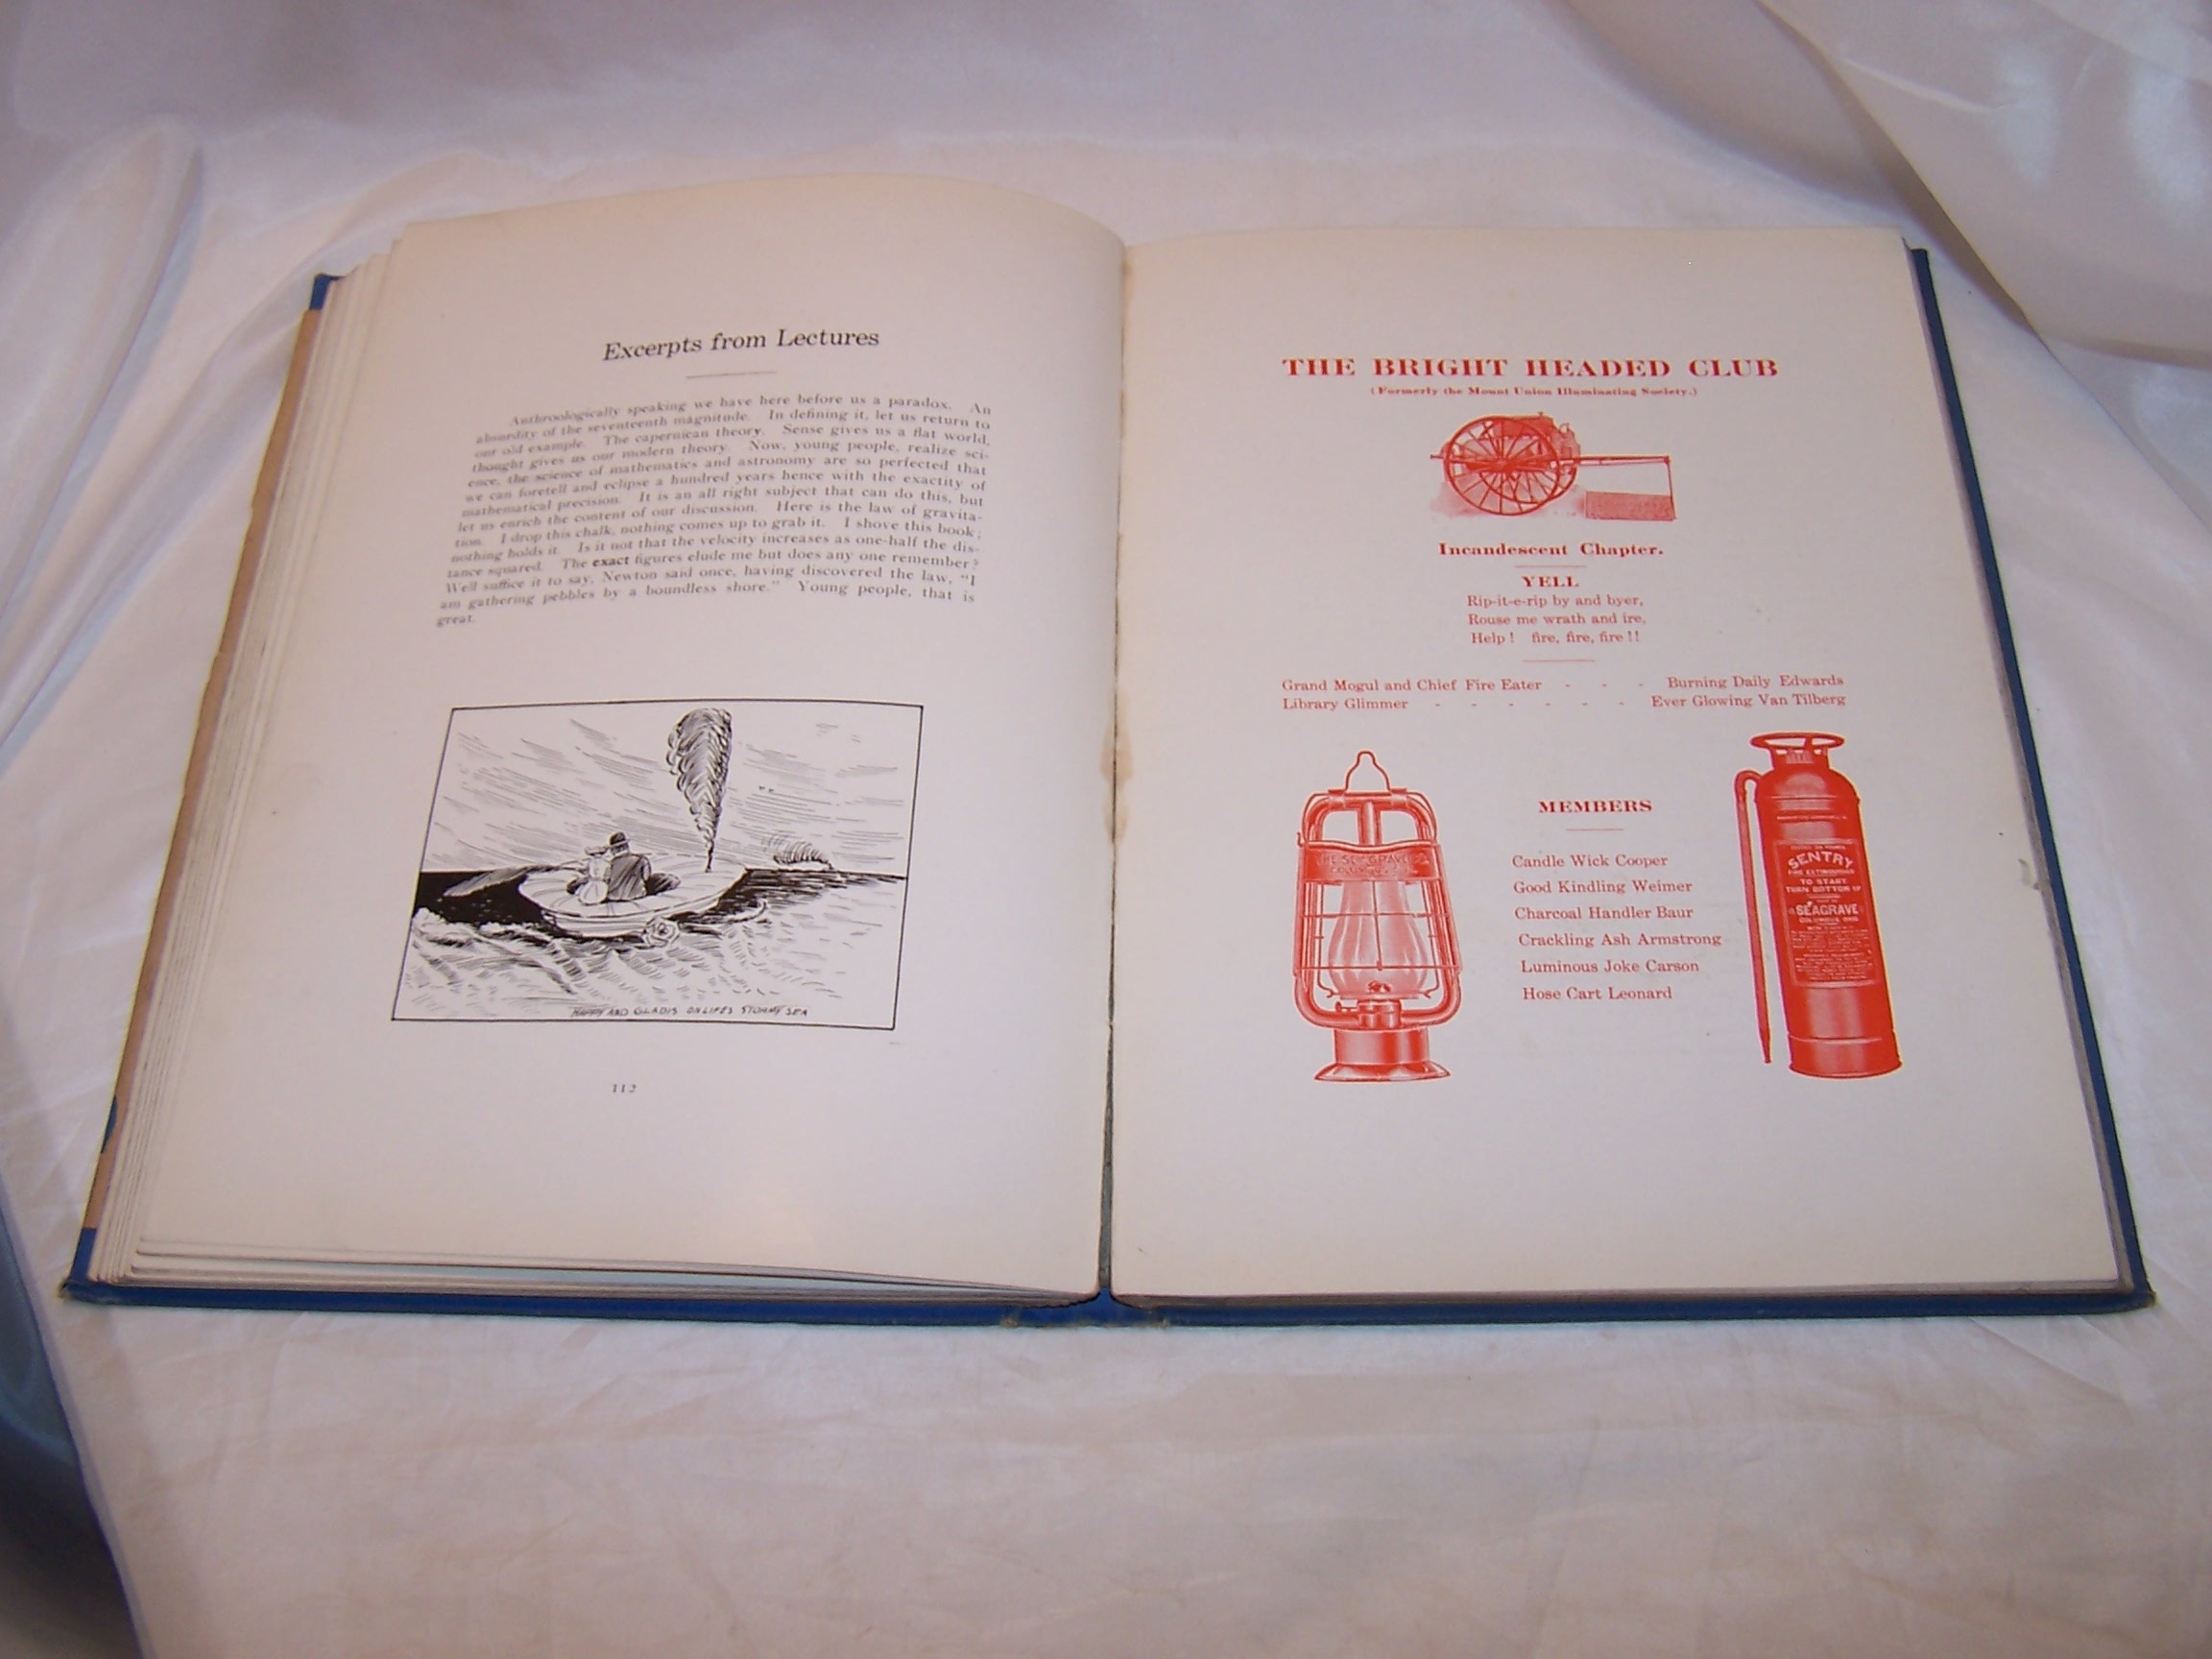 Excerpts from Lectures
Anthroologically speaking we have here before us a paradox. An
absurdity of the seventeenth magnitude. In defining it, let us return to
our old example. The capernican theory. Sense gives us a flat world,
thought gives us our modern theory. Now, young people, realize sci-
ence, the science of mathematics and astronomy are so perfected that
we can foretell and eclipse a hundred years hence with the exactity of
mathematical precision. It is an all right subject that can do this, but
let us enrich the content of our discussion. Here is the law of gravita-
tion. I drop this chalk, nothing comes up to grab it. I shove this book;
nothing holds it. Is it not that the velocity increases as one-half the dis-
tance squared. The exact figures elude me but does any one remember?
Well suffice it to say, Newton said once, having discovered the law, "I
am gathering pebbles by a boundless shore." Young people, that is
great.
HAPPY AND GLADIS ON LIFES STORMY SEA
112
THE BRIGHT HEADED CLUB
(Formerly the Mount Union Illuminating Society.)
Incandescent Chapter.
YELL
Rip-it-e-rip by and byer,
Rouse me wrath and ire,
Help! fire, fire, fire!!
Grand Mogul and Chief Fire Eater - - - Burning Daily Edwards
Library Glimmer - - - - - - Ever Glowing Van Tilberg
MEMBERS
Candle Wick Cooper
Good Kindling Weimer
Charcoal Handler Baur
Crackling Ash Armstrong
Luminous Joke Carson
Hose Cart Leonard
THE SEAGRAVE CO
SENTRY
FIRE EXTINGUISHER
TO START
TURN BOTTOM UP
SEAGRAVE
COLUMBUS OHIO